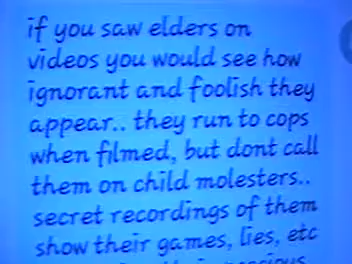 if you saw elders on
videos you would see how
ignorant and foolish they
appear.. they run to cops
when filmed, but dont call
them on child molesters..
secret recordings of them
show their games, lies, etc